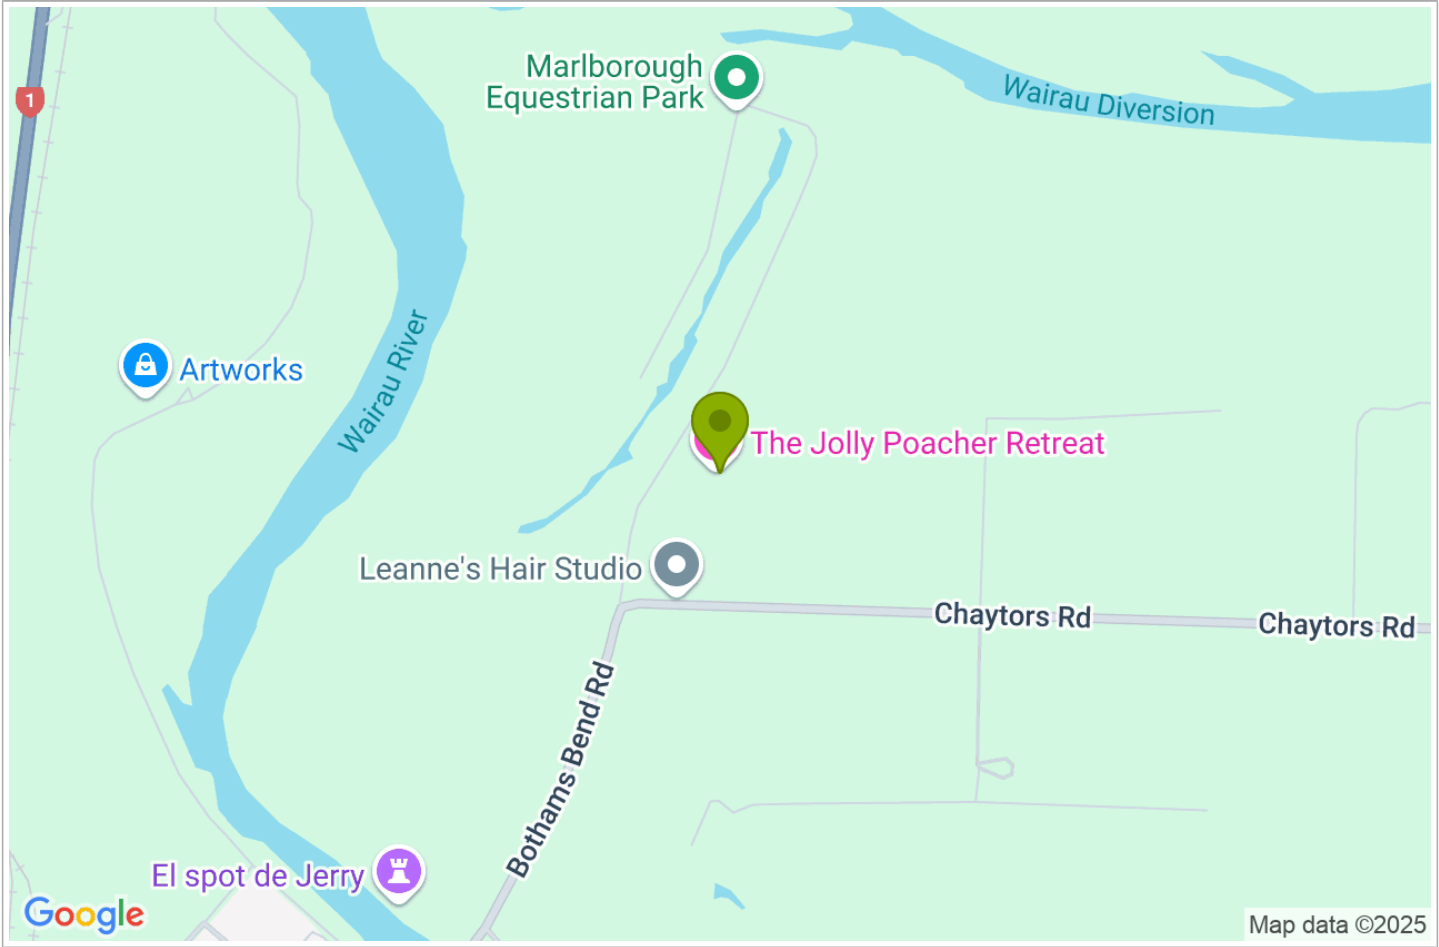 Marlborough
Equestrian Park
Wairau Diversion
1
Wairau River
Artworks
The Jolly Poacher Retreat
Leanne's Hair Studio
Chaytors Rd
Chaytors Rd
Bothams Bend Rd
El spot de Jerry
Google
Map data ©2025